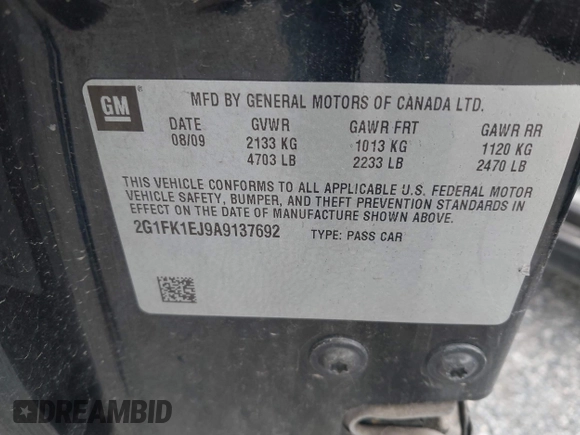 GM
®
MFD BY GENERAL MOTORS OF CANADA LTD.
DATE GVWR GAWR FRT GAWR RR
08/09 2133 KG 1013 KG 1120 KG
4703 LB 2233 LB 2470 LB
THIS VEHICLE CONFORMS TO ALL APPLICABLE U.S. FEDERAL MOTOR
VEHICLE SAFETY, BUMPER, AND THEFT PREVENTION STANDARDS IN
EFFECT ON THE DATE OF MANUFACTURE SHOWN ABOVE.
2G1FK1EJ9A9137692 TYPE: PASS CAR
DREAMBID